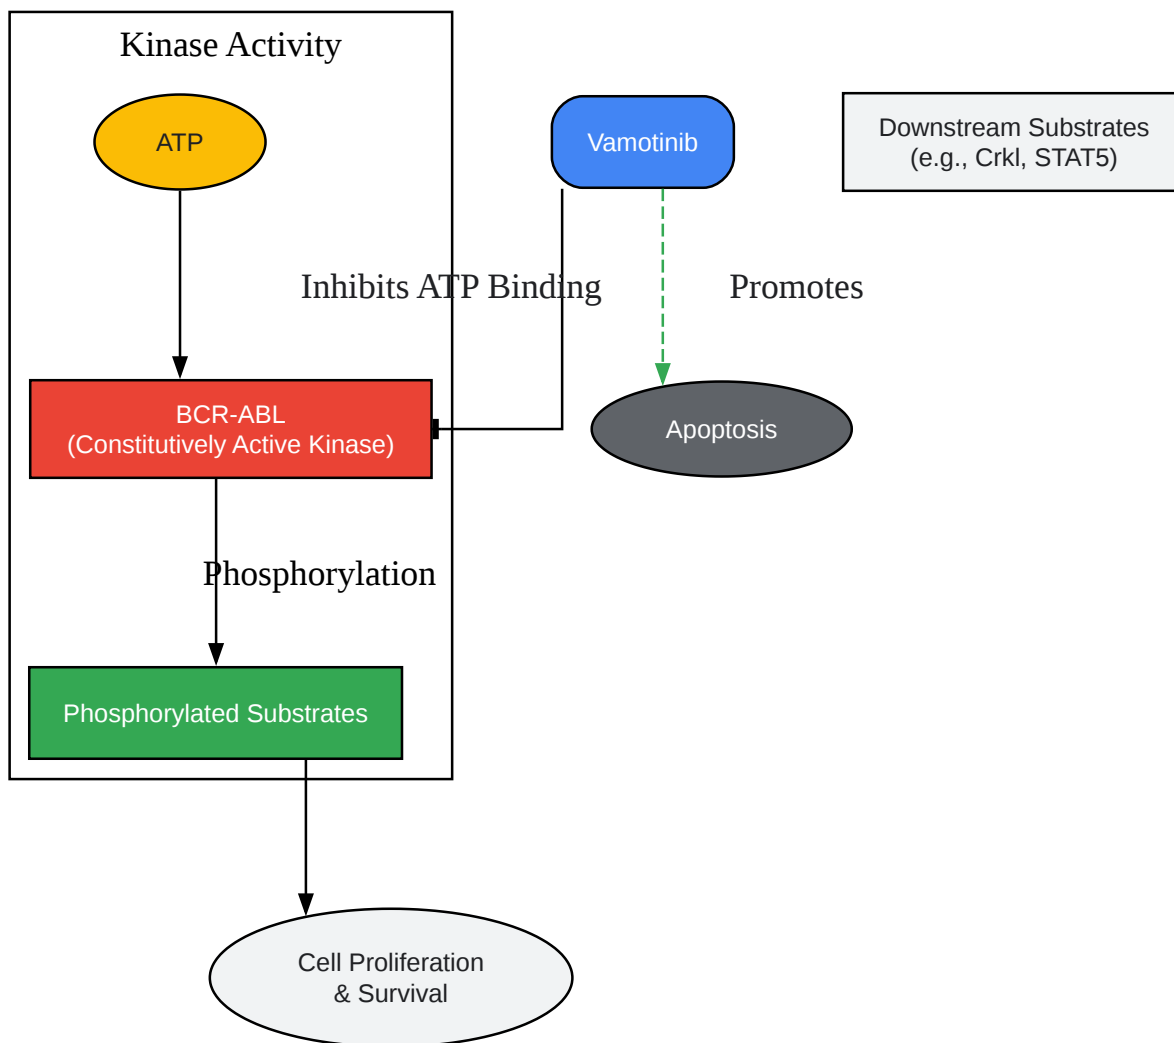 Kinase Activity
ATP
Vamotinib
Downstream Substrates
(e.g., Crkl, STAT5)
Inhibits ATP Binding
Promotes
BCR-ABL
(Constitutively Active Kinase)
Apoptosis
Phosphorylation
Phosphorylated Substrates
Cell Proliferation
& Survival